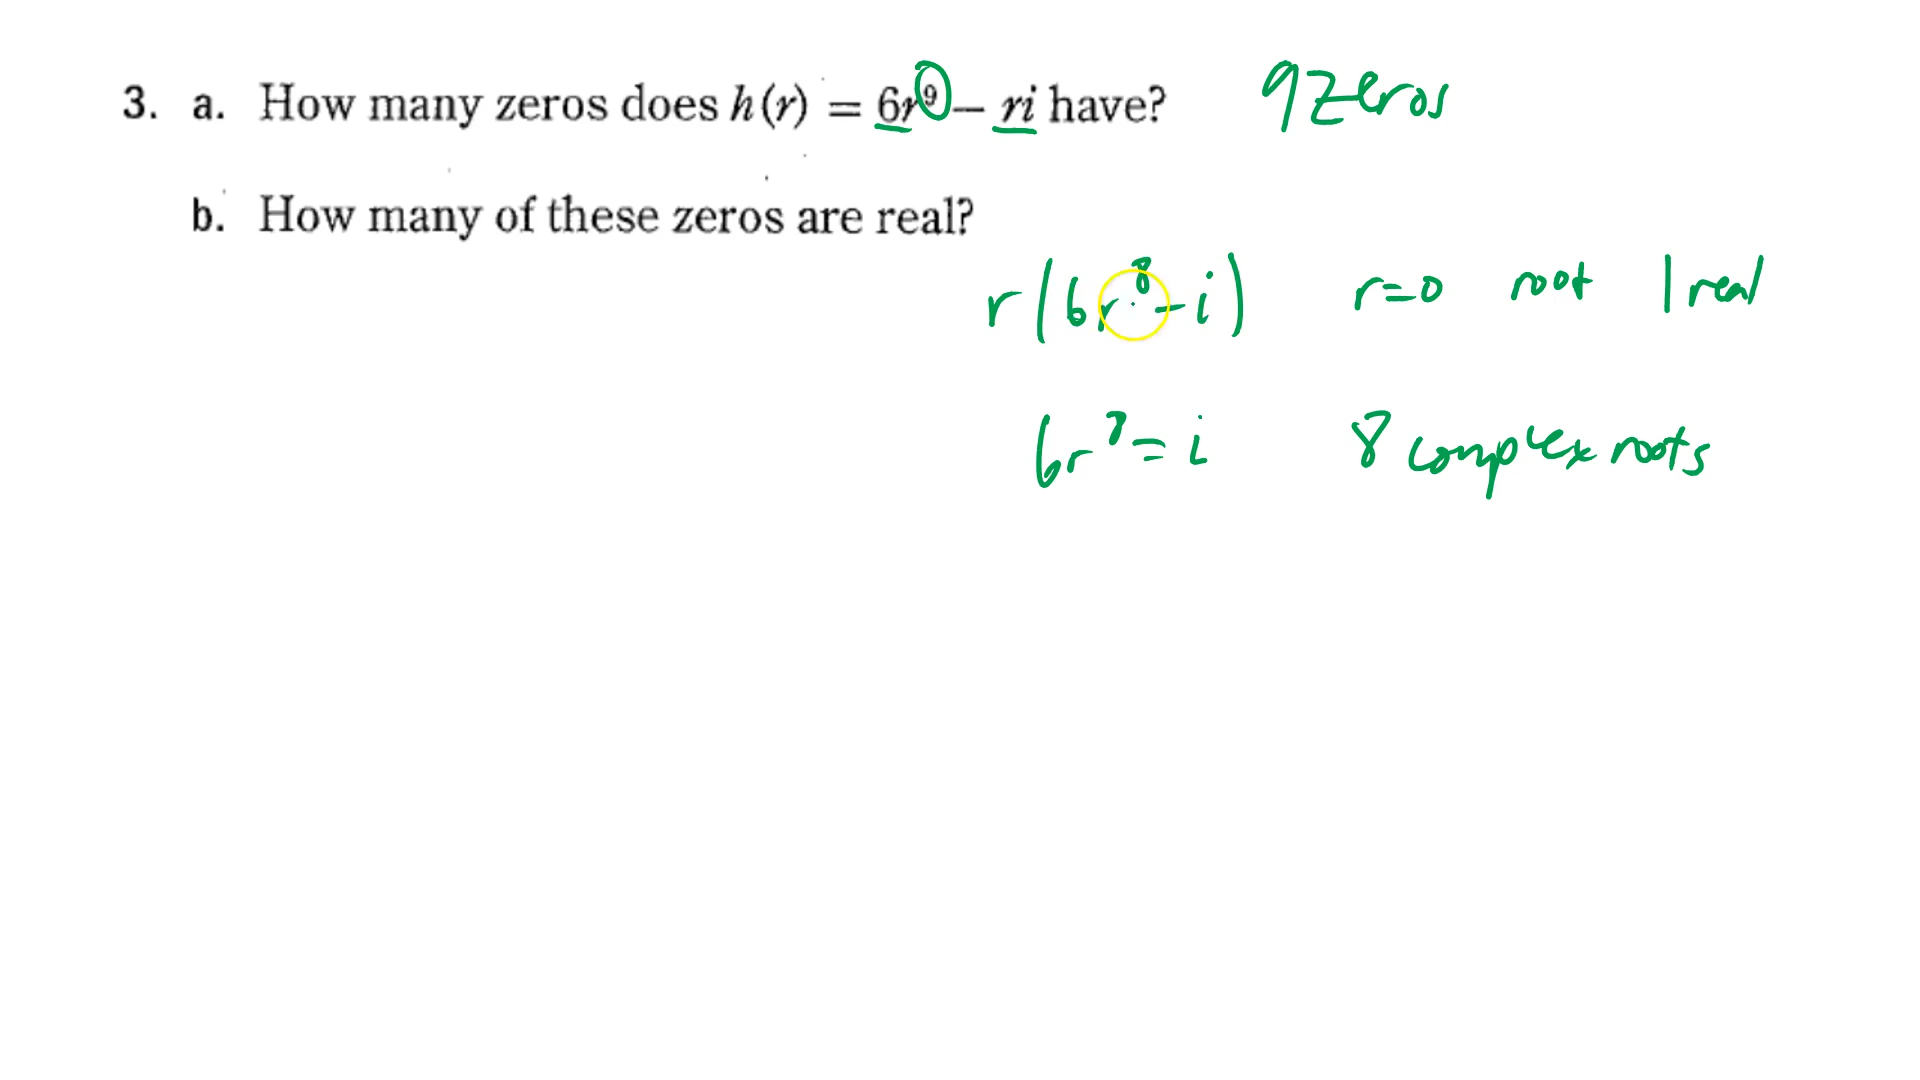 3. a. How many zeros does h(r) = 6r⁹ – ri have? 9 zeros
b. How many of these zeros are real?
r(6r⁸ - i) r=0 root 1 real
6r⁸ = i 8 complex roots